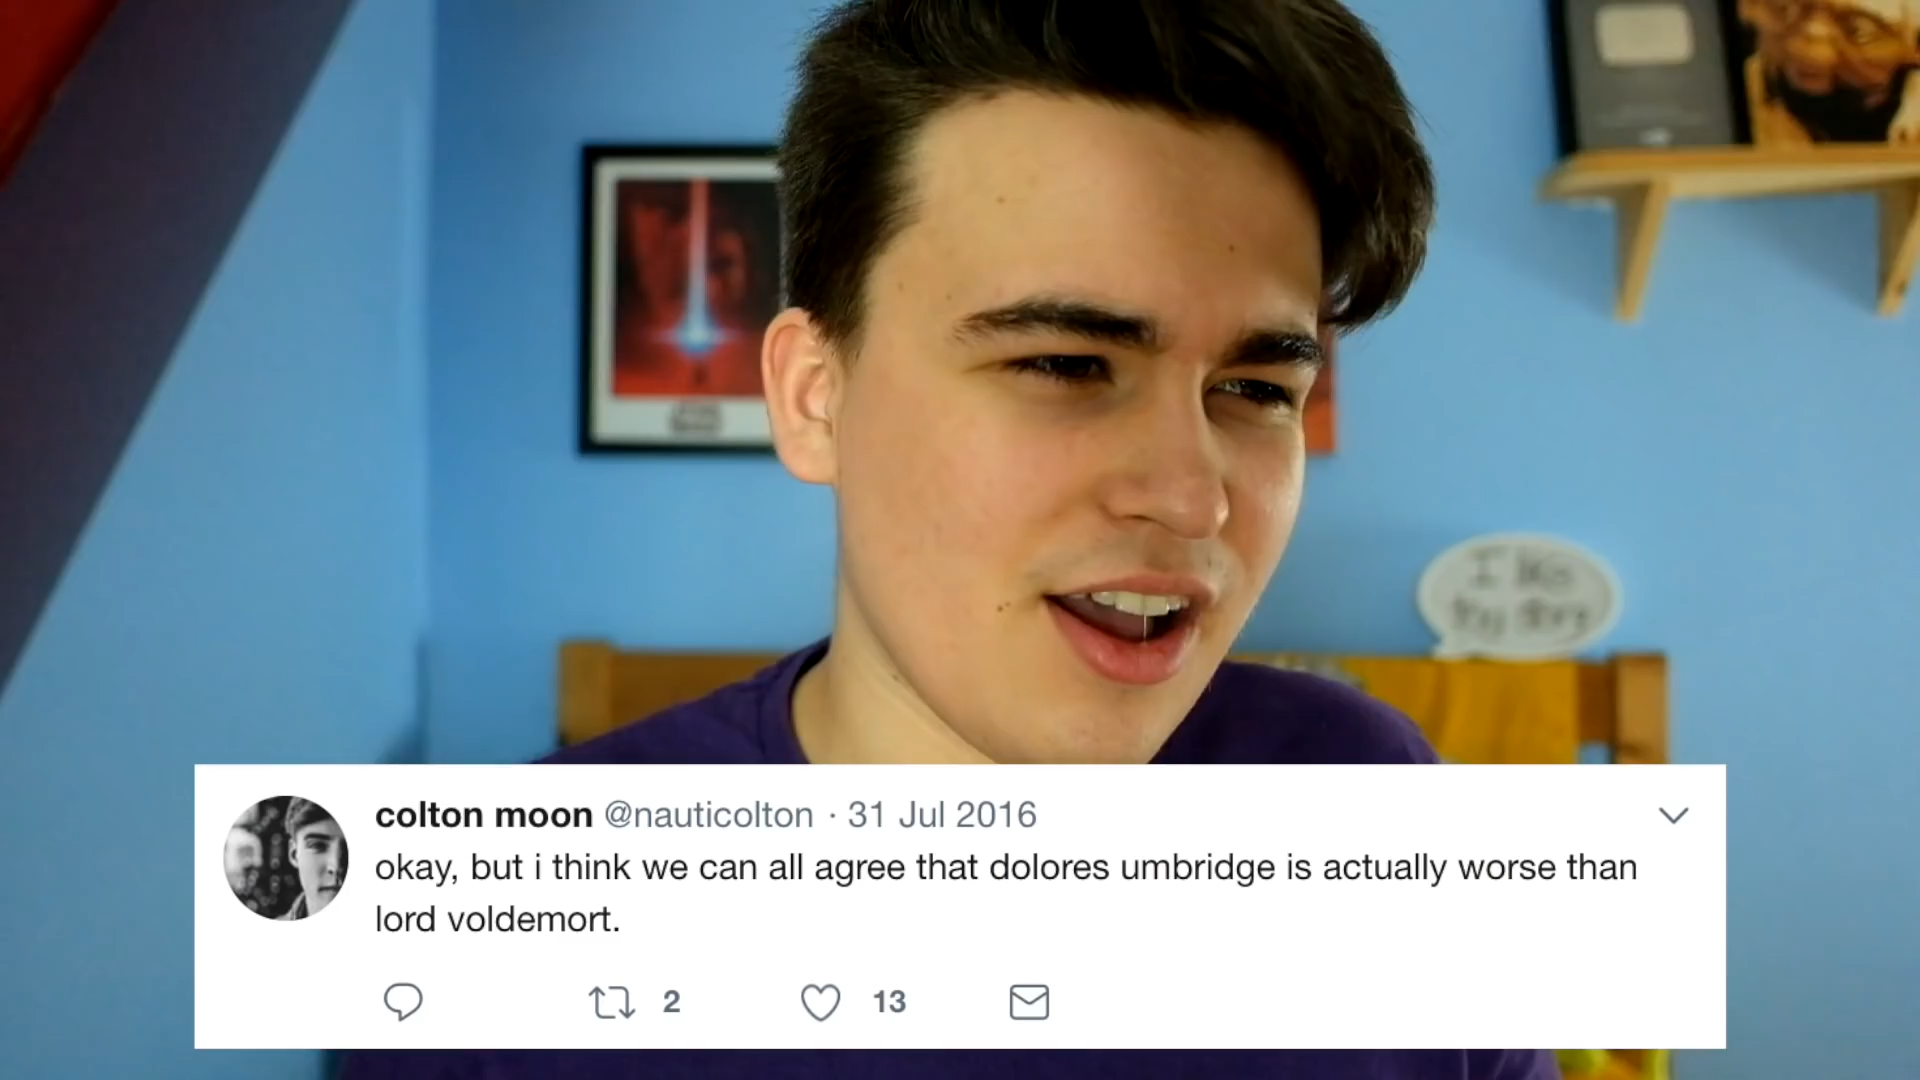 colton moon @nauticolton · 31 Jul 2016
okay, but i think we can all agree that dolores umbridge is actually worse than
lord voldemort.
2 13